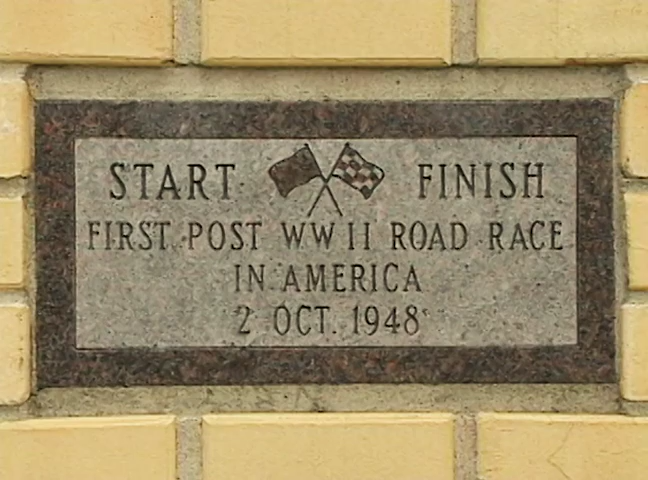 START FINISH
FIRST POST WW II ROAD RACE
IN AMERICA
2 OCT. 1948